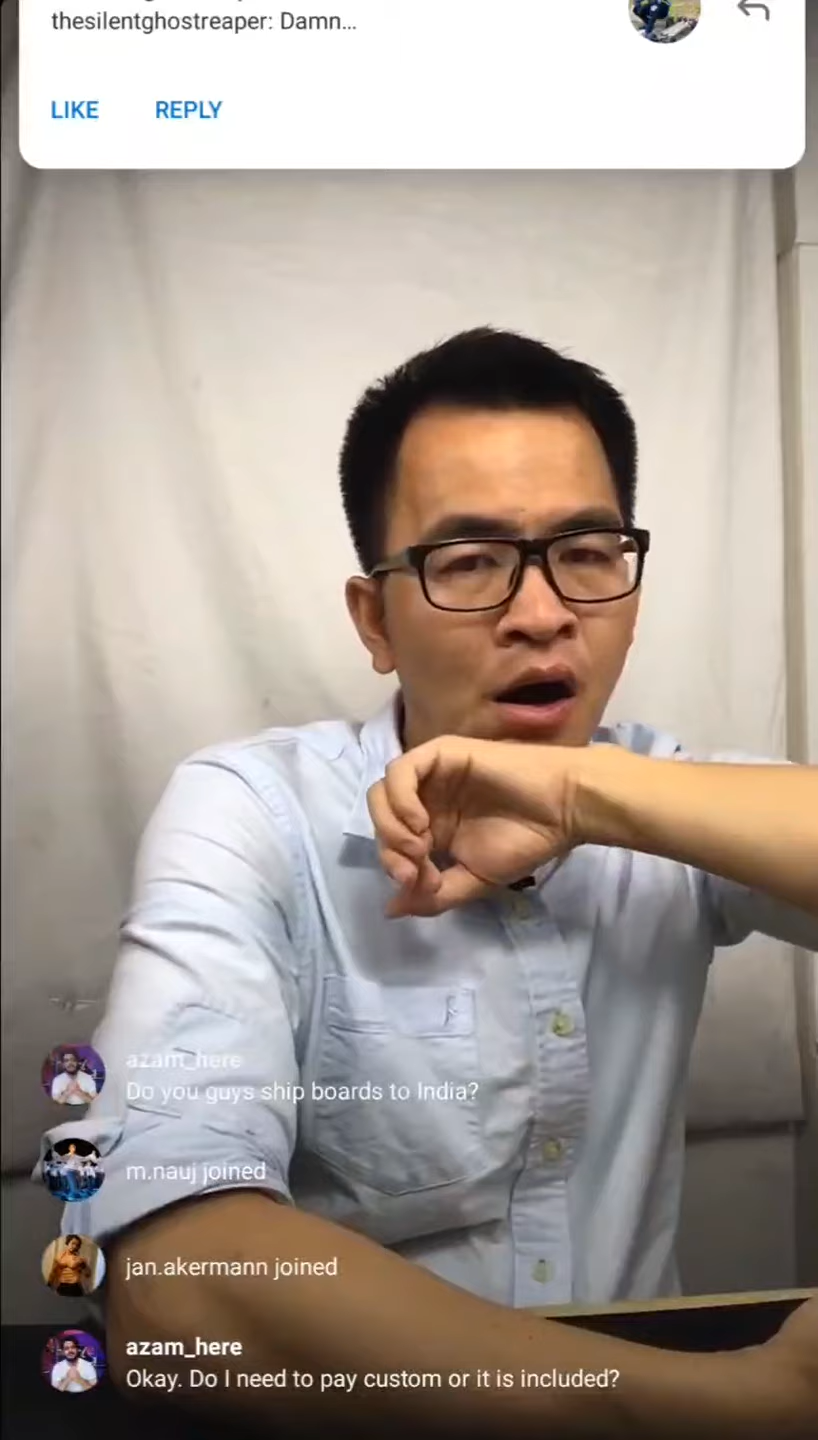 thesilentghostreaper: Damn...
LIKE REPLY
azam_here
Do you guys ship boards to India?
m.nauj joined
jan.akermann joined
azam_here
Okay. Do I need to pay custom or it is included?